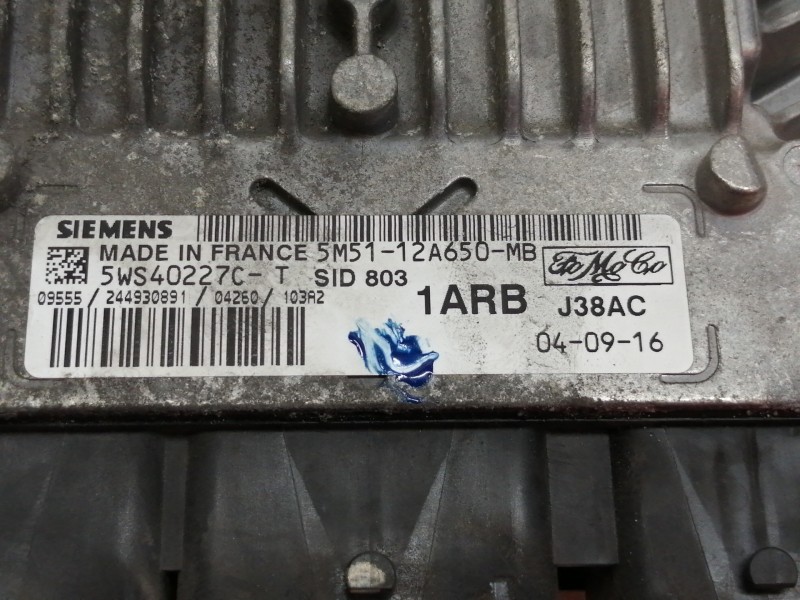 SIEMENS
MADE IN FRANCE 5M51-12A650-MB
5WS40227C-T SID 803
FoMoCo
09555/244930891/04260/103A2
1ARB J38AC
04-09-16